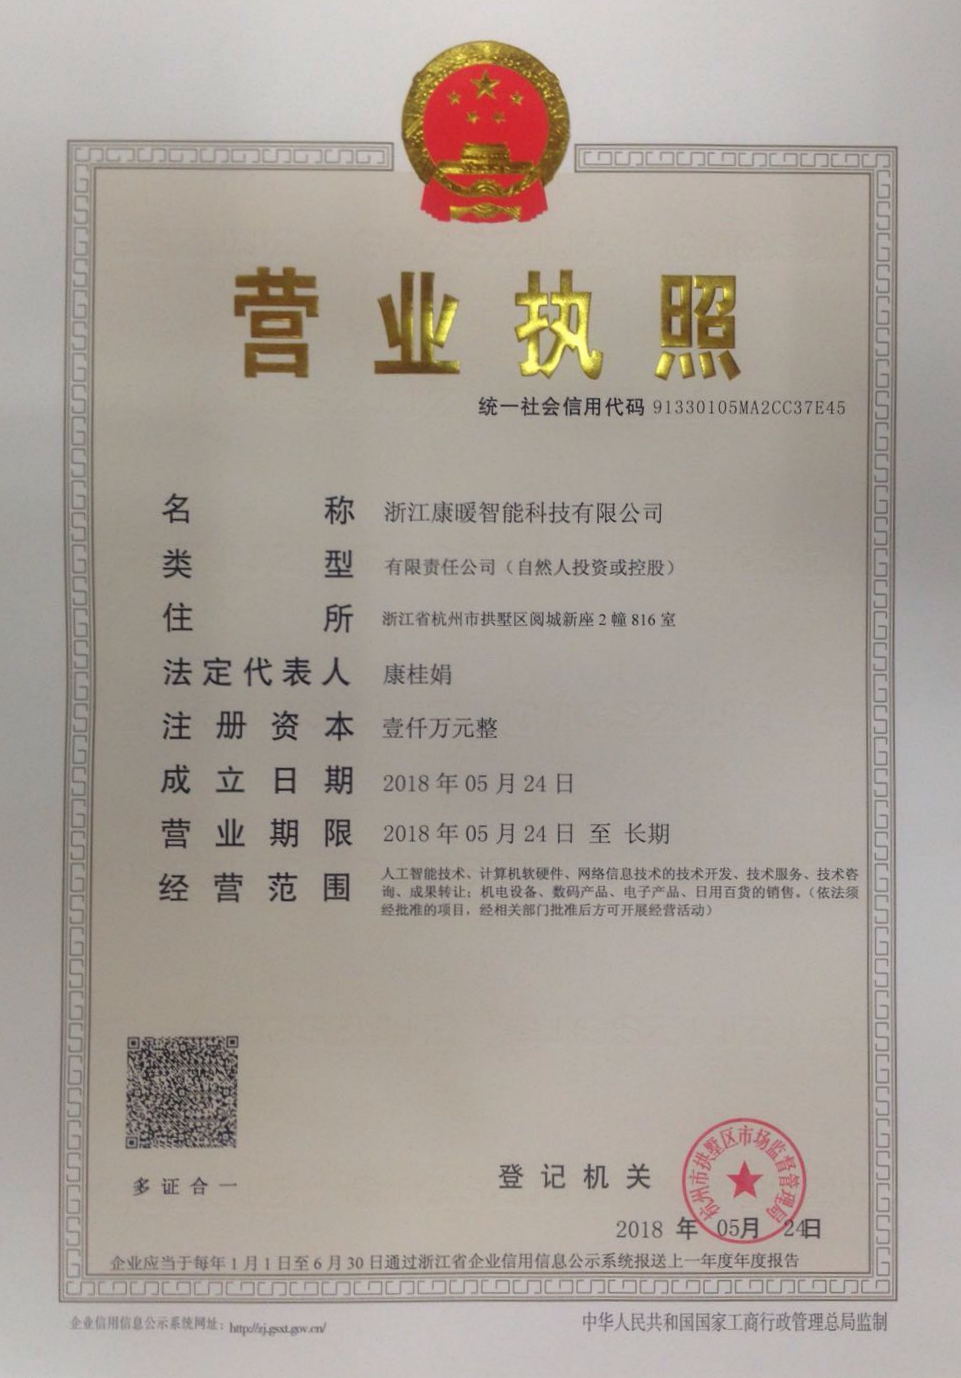 营业执照
统一社会信用代码 91330105MA2CC37E45
名称 浙江康暖智能科技有限公司
类型 有限责任公司（自然人投资或控股）
住所 浙江省杭州市拱墅区阅城新座2幢816室
法定代表人 康桂娟
注册资本 壹仟万元整
成立日期 2018年05月24日
营业期限 2018年05月24日 至 长期
经营范围 人工智能技术、计算机软硬件、网络信息技术的技术开发、技术服务、技术咨
询、成果转让；机电设备、数码产品、电子产品、日用百货的销售。（依法须
经批准的项目，经相关部门批准后方可开展经营活动）
多证合一
登记机关
杭州市拱墅区市场监督管理局
2018 年 05月 24日
企业应当于每年1月1日至6月30日通过浙江省企业信用信息公示系统报送上一年度年度报告
企业信用信息公示系统网址：http://zj.gsxt.gov.cn/
中华人民共和国国家工商行政管理总局监制